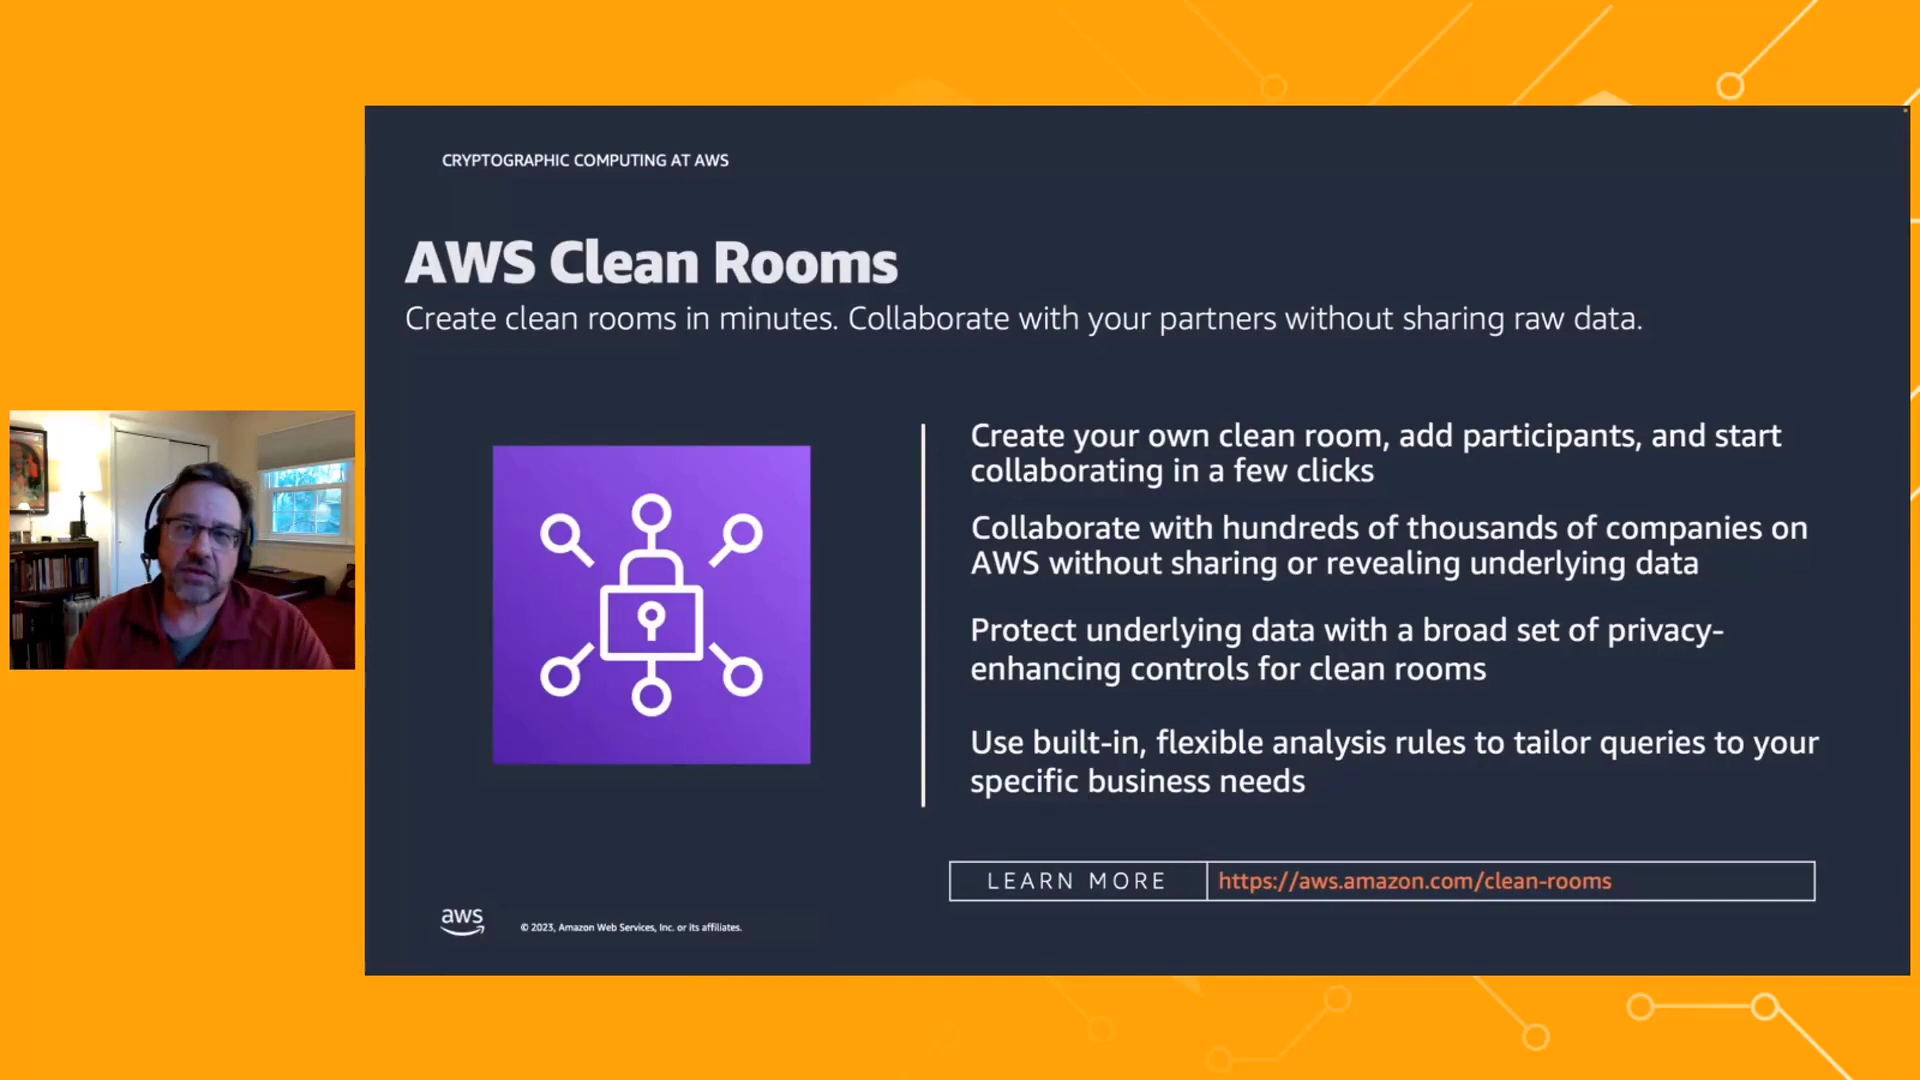 CRYPTOGRAPHIC COMPUTING AT AWS
AWS Clean Rooms
Create clean rooms in minutes. Collaborate with your partners without sharing raw data.
Create your own clean room, add participants, and start
collaborating in a few clicks
Collaborate with hundreds of thousands of companies on
AWS without sharing or revealing underlying data
Protect underlying data with a broad set of privacy-
enhancing controls for clean rooms
Use built-in, flexible analysis rules to tailor queries to your
specific business needs
LEARN MORE https://aws.amazon.com/clean-rooms
aws © 2023, Amazon Web Services, Inc. or its affiliates.